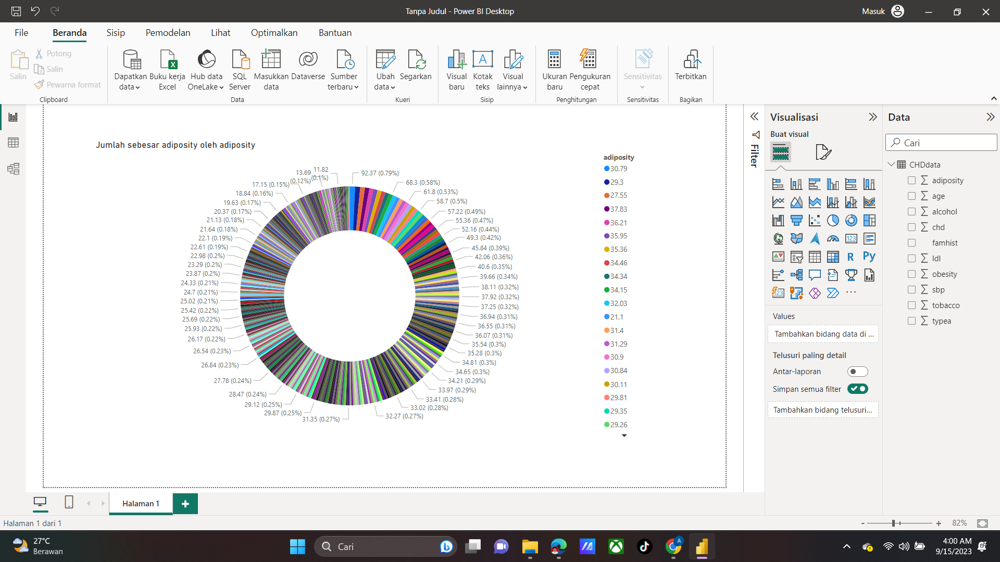 Tanpa Judul - Power BI Desktop
Masuk
File
Beranda
Sisip
Pemodelan
Lihat
Optimalkan
Bantuan
Salin
Potong
Salin
Pewarna format
Clipboard
Dapatkan data
Buku kerja Excel
Hub data OneLake
SQL Server
Masukkan data
Dataverse
Sumber terbaru
Data
Ubah data
Segarkan
Kueri
Visual baru
Kotak teks
Visual lainnya
Sisip
Ukuran baru
Pengukuran cepat
Penghitungan
Sensitivitas
Sensitivitas
Terbitkan
Bagikan
Jumlah sebesar adiposity oleh adiposity
92.37 (0.79%)
68.3 (0.58%)
61.8 (0.53%)
58.7 (0.5%)
57.22 (0.49%)
55.36 (0.47%)
52.16 (0.44%)
49.3 (0.42%)
45.84 (0.39%)
42.06 (0.36%)
40.6 (0.35%)
39.66 (0.34%)
38.11 (0.32%)
37.92 (0.32%)
37.25 (0.32%)
36.94 (0.31%)
36.55 (0.31%)
36.07 (0.31%)
35.54 (0.3%)
35.28 (0.3%)
34.81 (0.3%)
34.65 (0.3%)
34.21 (0.29%)
33.97 (0.29%)
33.41 (0.28%)
33.02 (0.28%)
32.27 (0.27%)
31.35 (0.27%)
29.87 (0.25%)
29.12 (0.25%)
28.47 (0.24%)
27.78 (0.24%)
26.84 (0.23%)
26.54 (0.23%)
26.17 (0.22%)
25.93 (0.22%)
25.69 (0.22%)
25.42 (0.22%)
25.02 (0.21%)
24.7 (0.21%)
24.33 (0.21%)
23.87 (0.2%)
23.29 (0.2%)
22.98 (0.2%)
22.61 (0.19%)
22.1 (0.19%)
21.64 (0.18%)
21.13 (0.18%)
20.37 (0.17%)
19.63 (0.17%)
18.84 (0.16%)
17.15 (0.15%)
13.69 (0.12%)
11.82 (0.1%)
adiposity
30.79
29.3
27.55
37.83
36.21
35.95
35.36
34.46
34.34
34.15
32.03
21.1
31.4
31.29
30.9
30.84
30.11
29.81
29.35
29.26
Filter
Visualisasi
Buat visual
123
R
Py
123
Values
Tambahkan bidang data di ...
Telusuri paling detail
Antar-laporan
Simpan semua filter
Tambahkan bidang telusuri...
Data
Cari
CHDdata
adiposity
age
alcohol
chd
famhist
ldl
obesity
sbp
tobacco
typea
Halaman 1
Halaman 1 dari 1
82%
27°C
Berawan
Cari
A
4:00 AM
9/15/2023